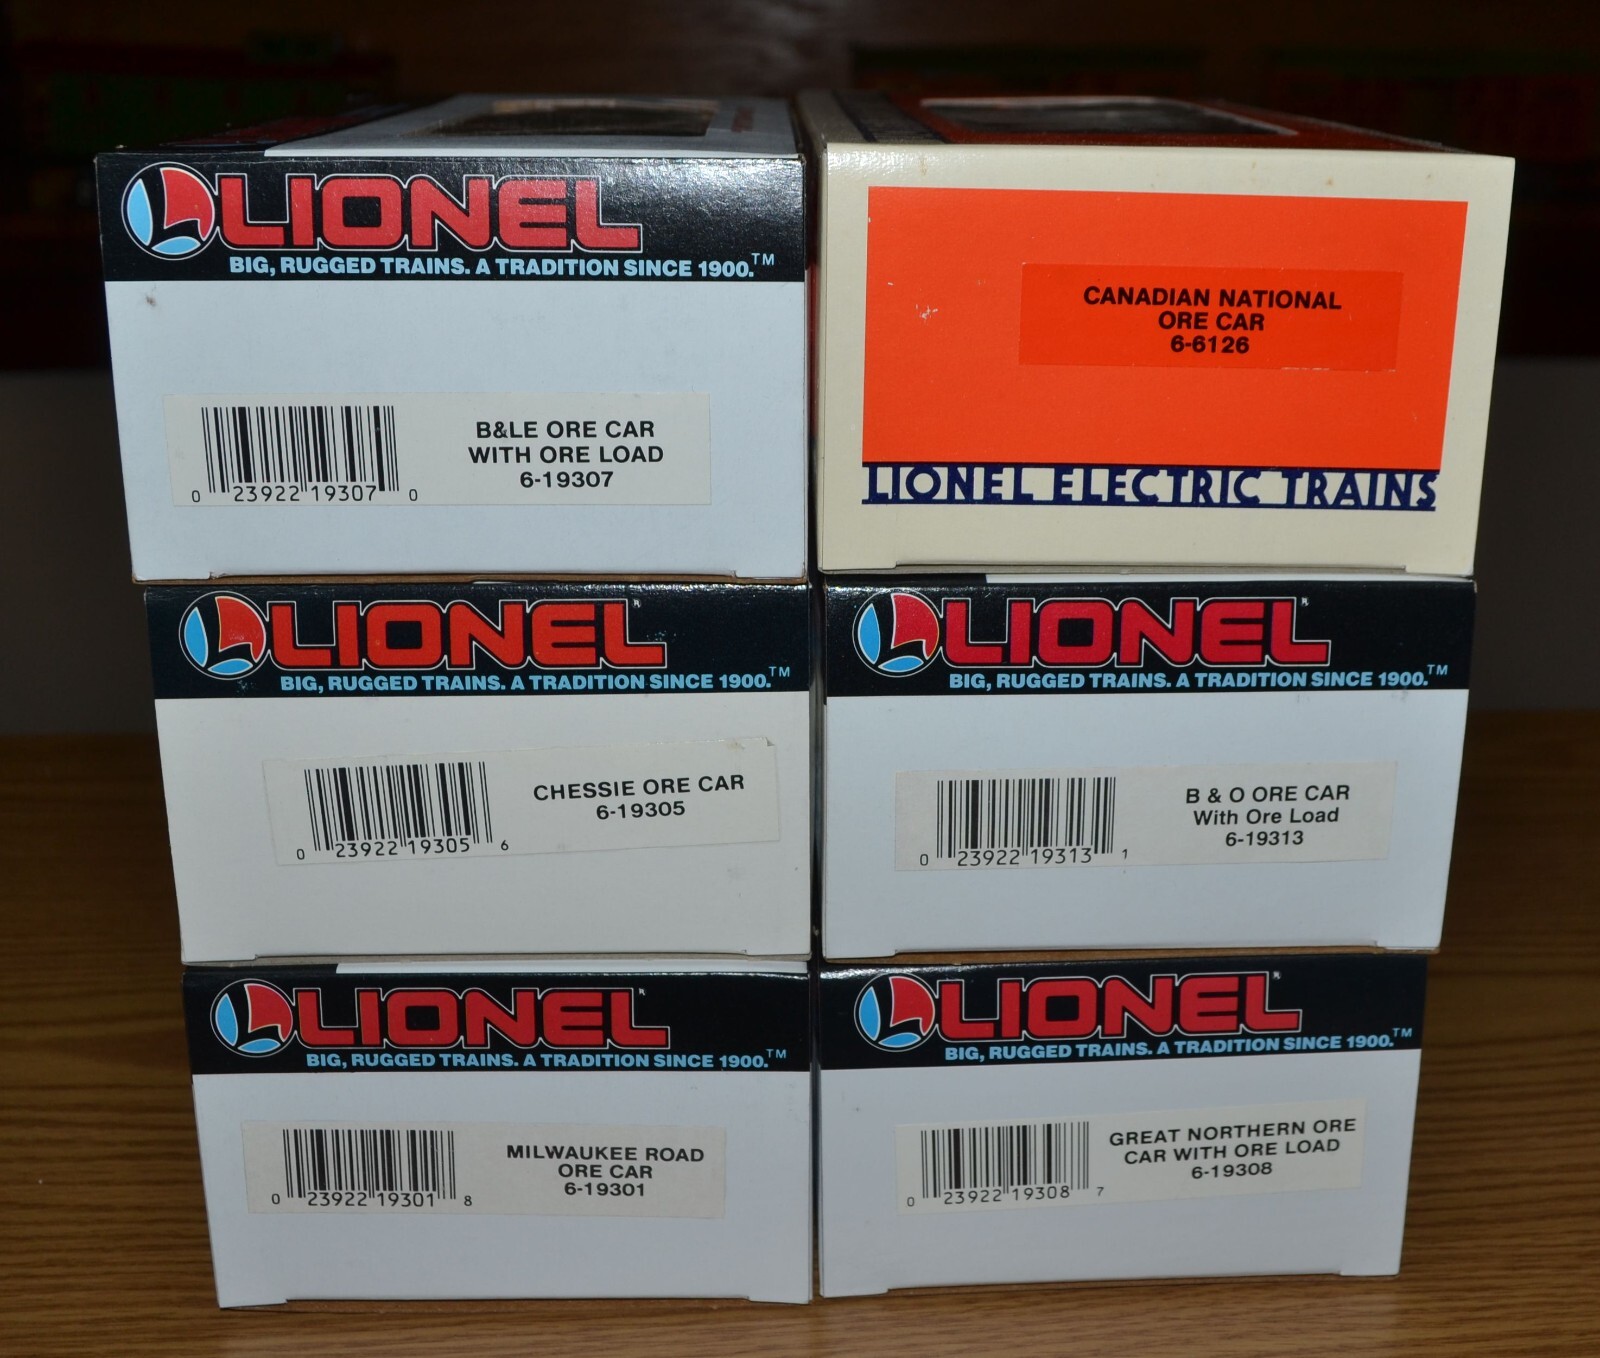 LIONEL
BIG, RUGGED TRAINS. A TRADITION SINCE 1900.™
B&LE ORE CAR
WITH ORE LOAD
6-19307
0 23922 19307 0
CANADIAN NATIONAL
ORE CAR
6-6126
LIONEL ELECTRIC TRAINS
LIONEL®
BIG, RUGGED TRAINS. A TRADITION SINCE 1900.™
CHESSIE ORE CAR
6-19305
0 23922 19305 6
LIONEL®
BIG, RUGGED TRAINS. A TRADITION SINCE 1900.™
B & O ORE CAR
With Ore Load
6-19313
0 23922 19313 1
LIONEL®
BIG, RUGGED TRAINS. A TRADITION SINCE 1900.™
MILWAUKEE ROAD
ORE CAR
6-19301
0 23922 19301 8
LIONEL®
BIG, RUGGED TRAINS. A TRADITION SINCE 1900.™
GREAT NORTHERN ORE
CAR WITH ORE LOAD
6-19308
0 23922 19308 7